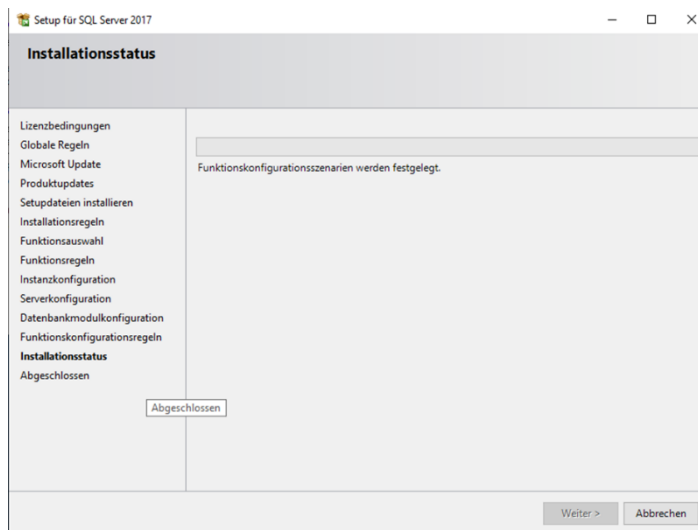 Setup für SQL Server 2017
Installationsstatus
Lizenzbedingungen
Globale Regeln
Microsoft Update
Produktupdates
Setupdateien installieren
Installationsregeln
Funktionsauswahl
Funktionsregeln
Instanzkonfiguration
Serverkonfiguration
Datenbankmodulkonfiguration
Funktionskonfigurationsregeln
Installationsstatus
Abgeschlossen
Funktionskonfigurationsszenarien werden festgelegt.
Abgeschlossen
Weiter >
Abbrechen